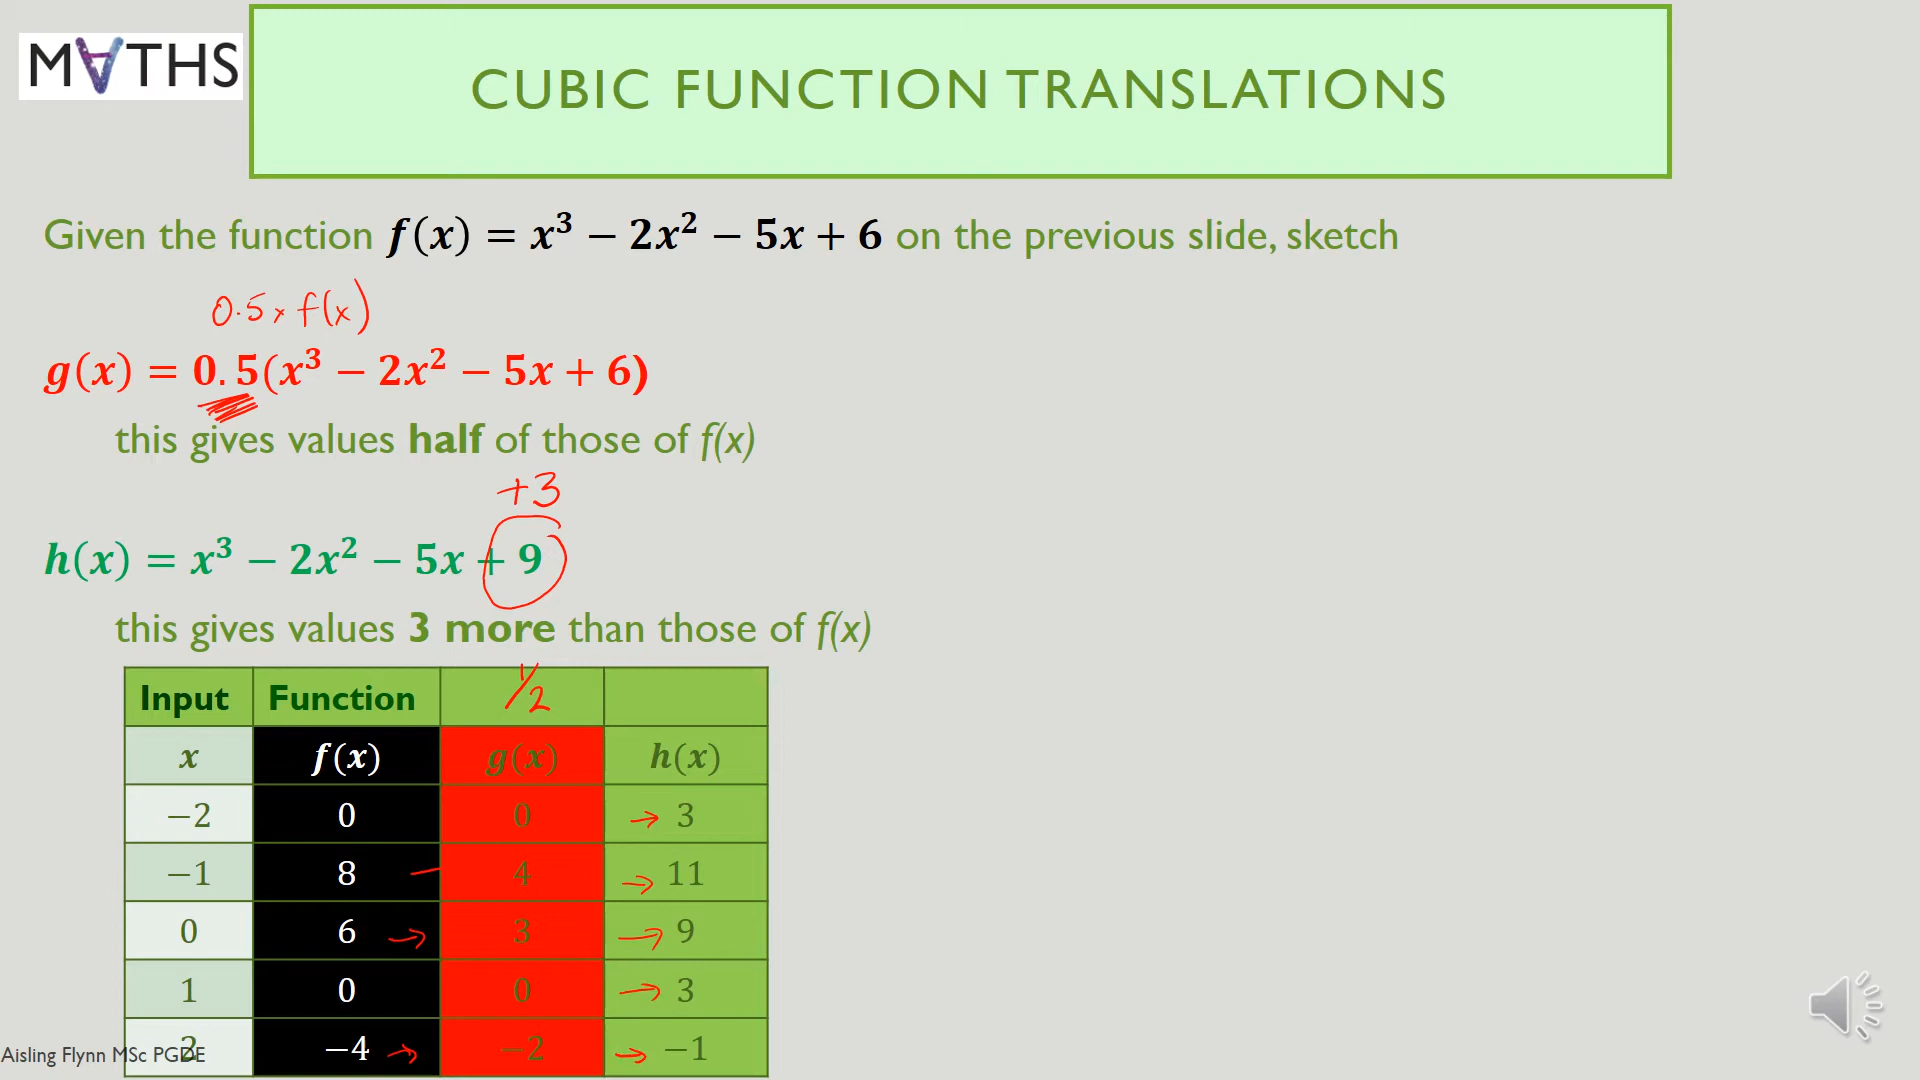 M∀THS
CUBIC FUNCTION TRANSLATIONS
Given the function f(x) = x³ − 2x² − 5x + 6 on the previous slide, sketch
0.5 x f(x)
g(x) = 0.5(x³ − 2x² − 5x + 6)
this gives values half of those of f(x)
+3
h(x) = x³ − 2x² − 5x + 9
this gives values 3 more than those of f(x)
Input Function 1/2
x f(x) g(x) h(x)
−2 0 0 → 3
−1 8 4 → 11
0 6 → 3 → 9
1 0 0 → 3
2 −4 → −2 → −1
Aisling Flynn MSc PGDE